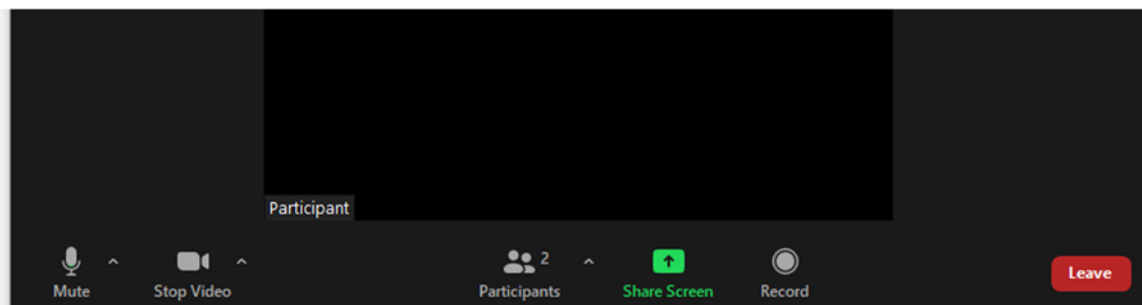 Participant
2
Mute
Stop Video
Participants
Share Screen
Record
Leave